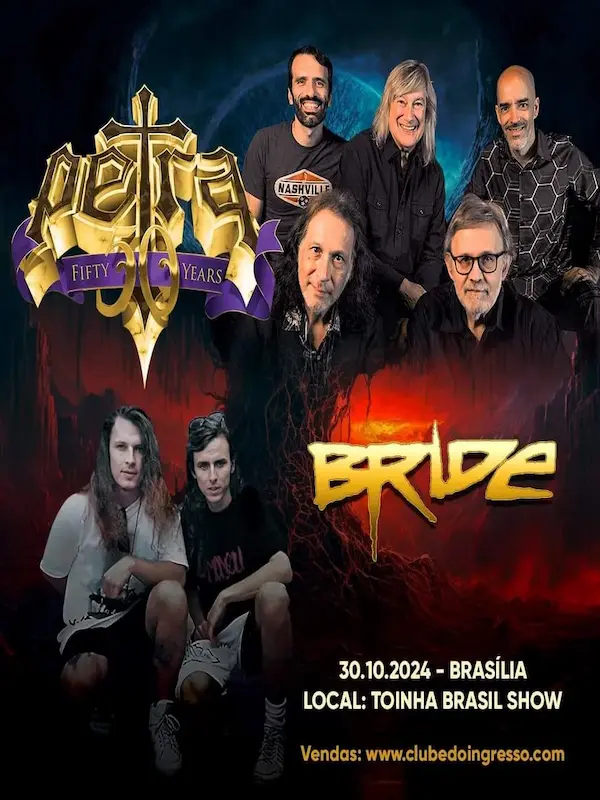 petra
FIFTY 50 YEARS
NASHVILLE
BRIDE
30.10.2024 - BRASÍLIA
LOCAL: TOINHA BRASIL SHOW
Vendas: www.clubedoingresso.com